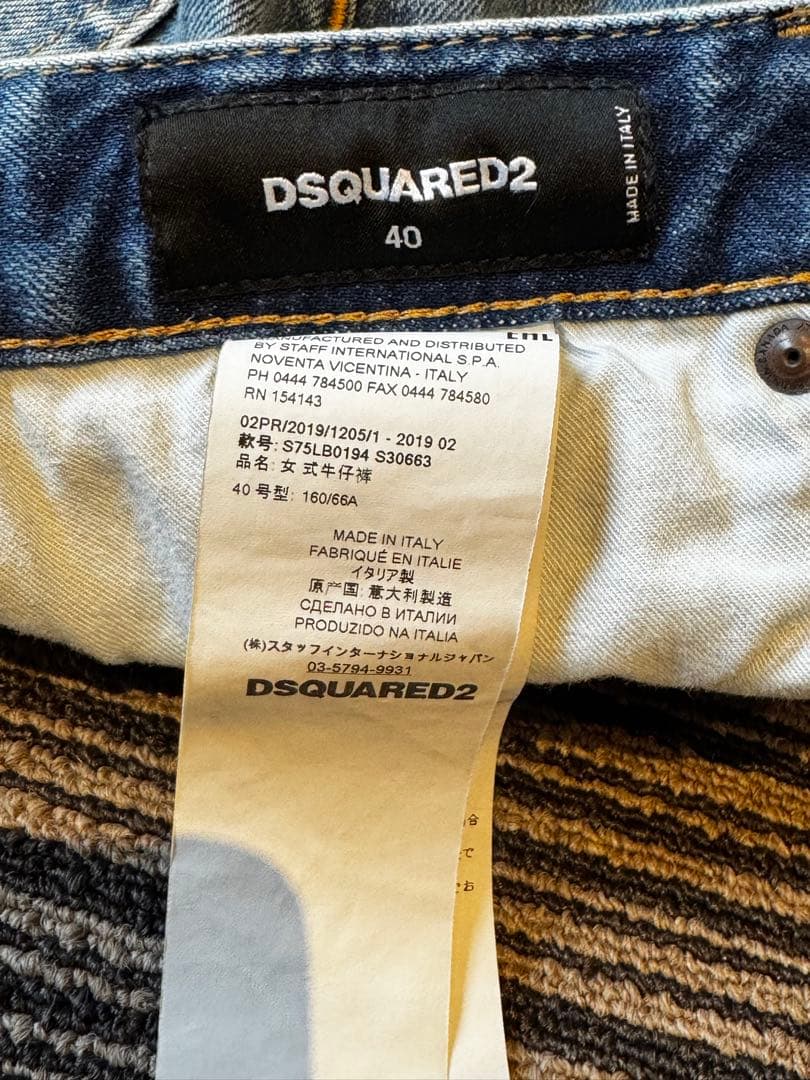 DSQUARED2
40
MADE IN ITALY
MANUFACTURED AND DISTRIBUTED
BY STAFF INTERNATIONAL S.P.A.
NOVENTA VICENTINA - ITALY
PH 0444 784500 FAX 0444 784580
RN 154143
02PR/2019/1205/1 - 2019 02
款号: S75LB0194 S30663
品名: 女 式牛仔裤
40 号型: 160/66A
MADE IN ITALY
FABRIQUÉ EN ITALIE
イタリア製
原产国: 意大利製造
СДЕЛАНО В ИТАЛИИ
PRODUZIDO NA ITALIA
(株)スタッフインターナショナルジャパン
03-5794-9931
DSQUARED2
合
で
お